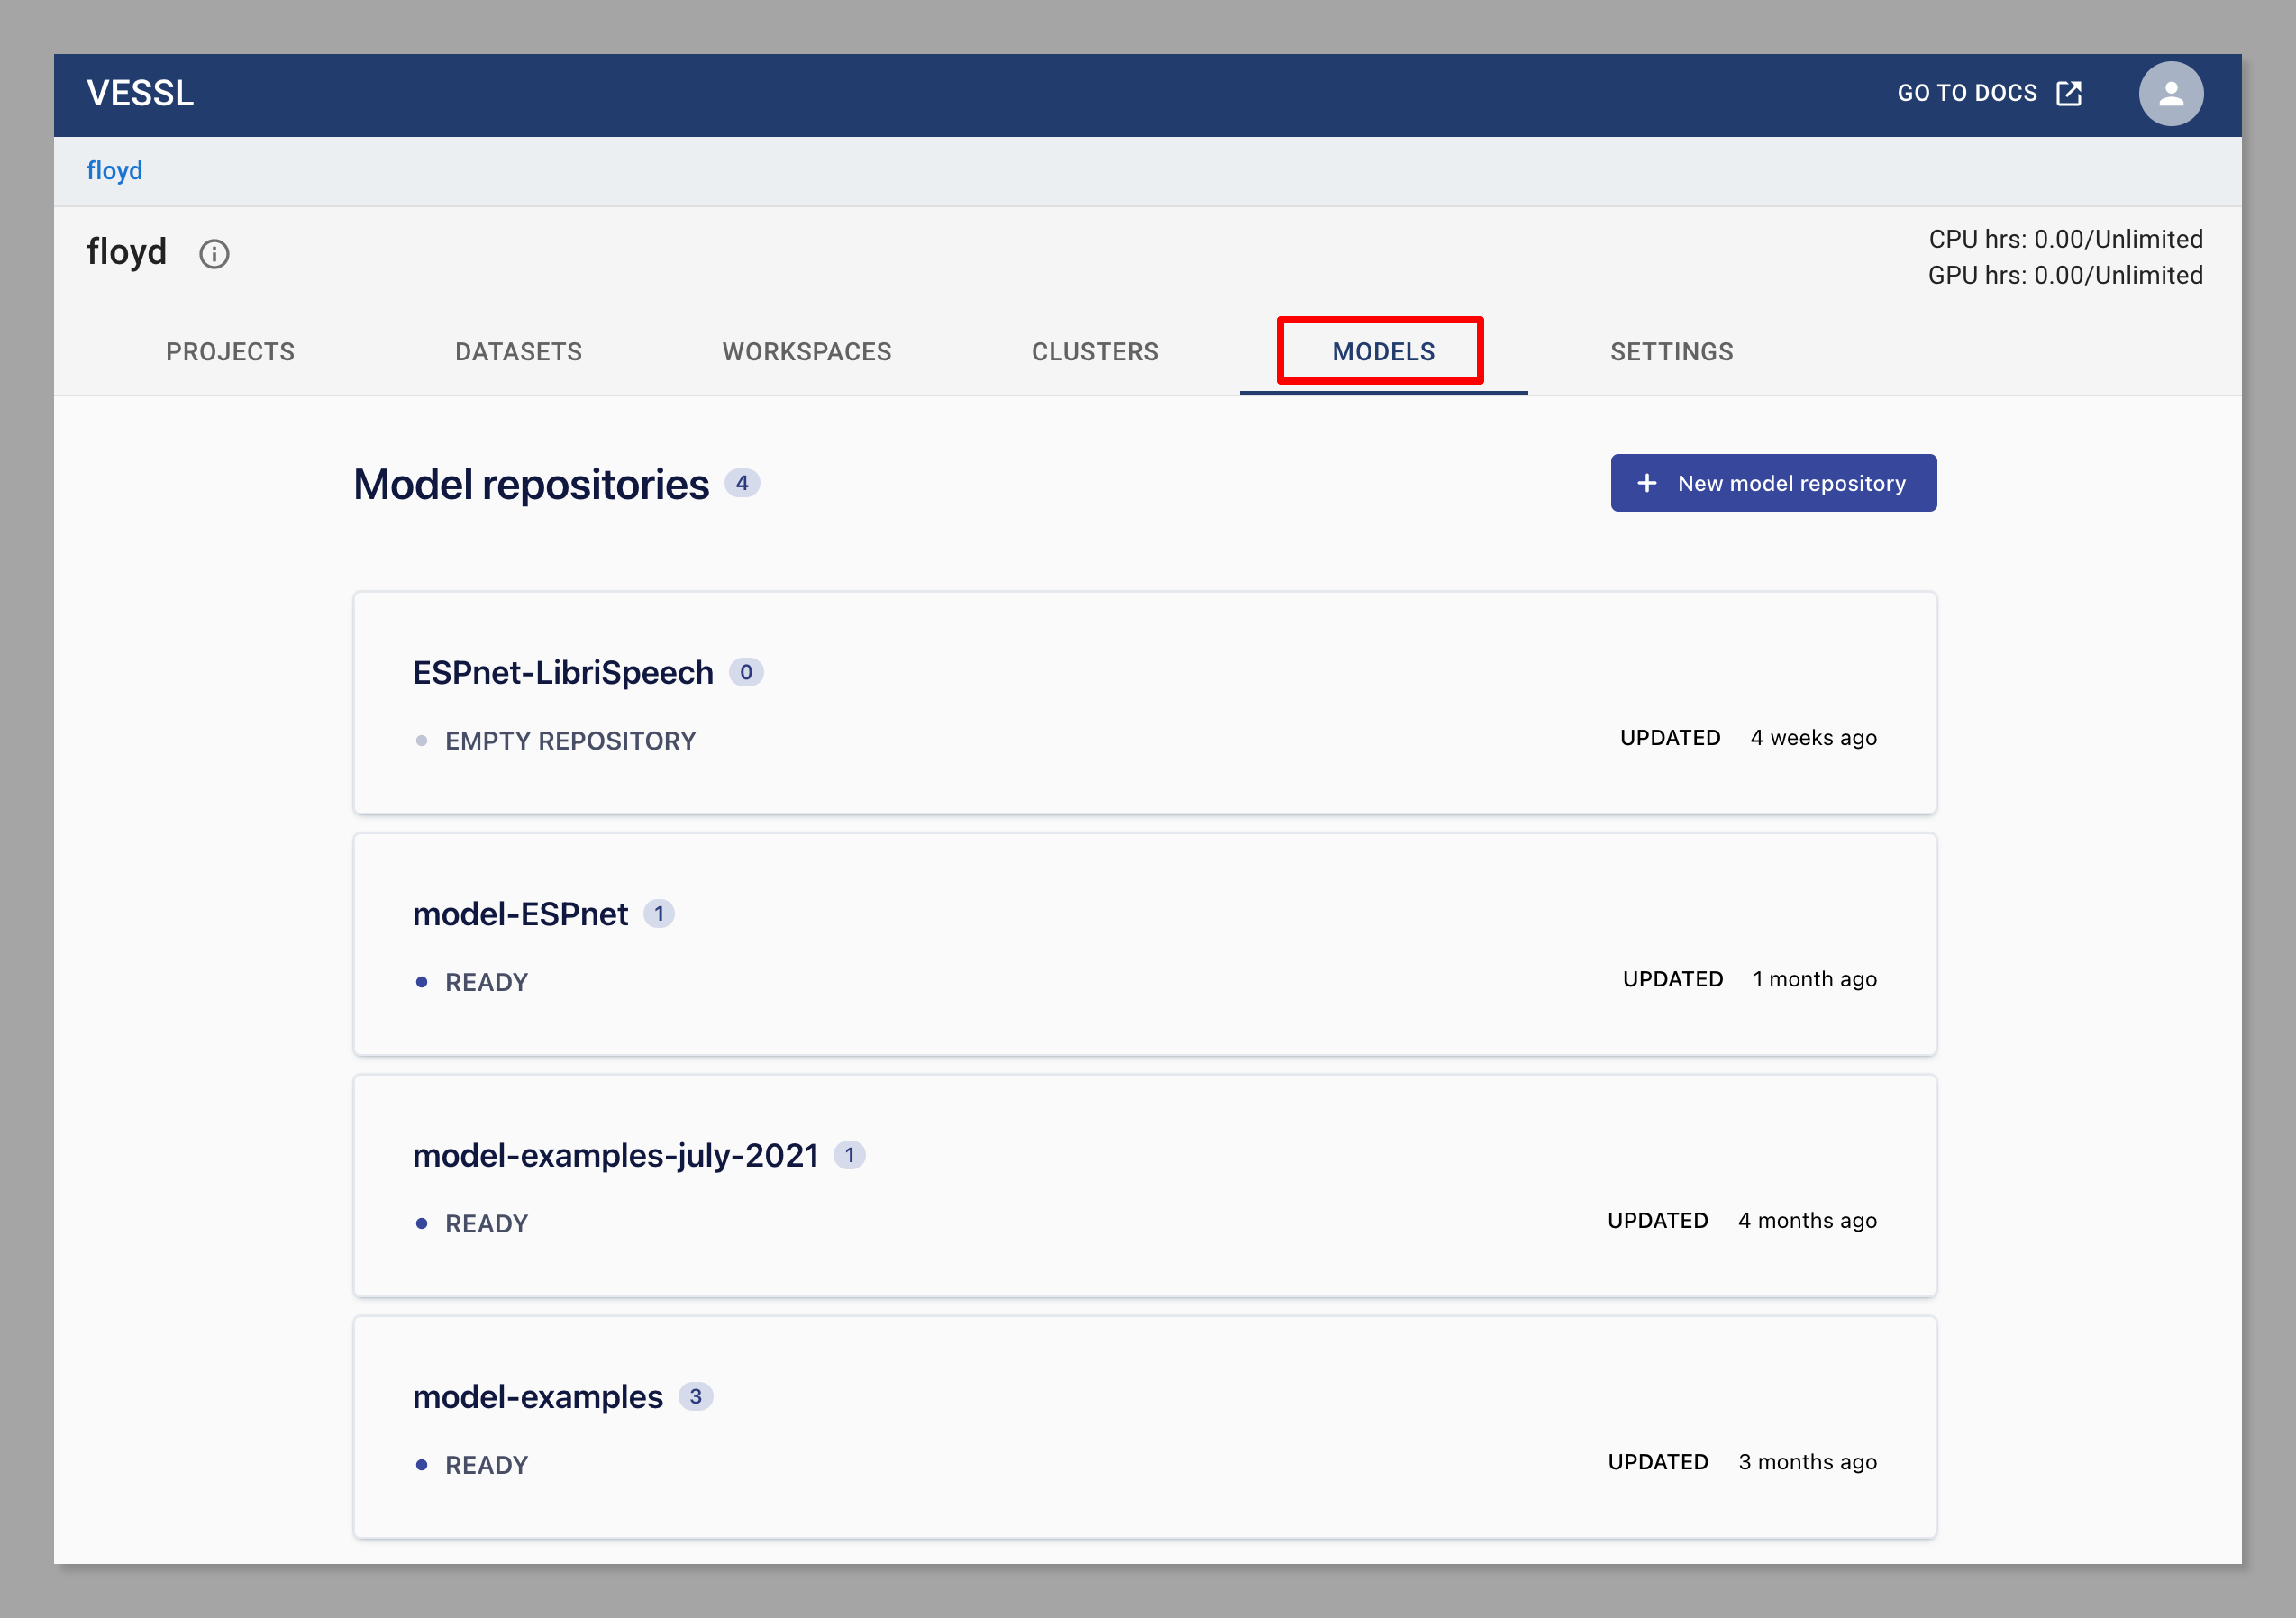 VESSL
GO TO DOCS
floyd
floyd
CPU hrs: 0.00/Unlimited
GPU hrs: 0.00/Unlimited
PROJECTS DATASETS WORKSPACES CLUSTERS MODELS SETTINGS
Model repositories 4
+ New model repository
ESPnet-LibriSpeech 0
EMPTY REPOSITORY
UPDATED 4 weeks ago
model-ESPnet 1
READY
UPDATED 1 month ago
model-examples-july-2021 1
READY
UPDATED 4 months ago
model-examples 3
READY
UPDATED 3 months ago